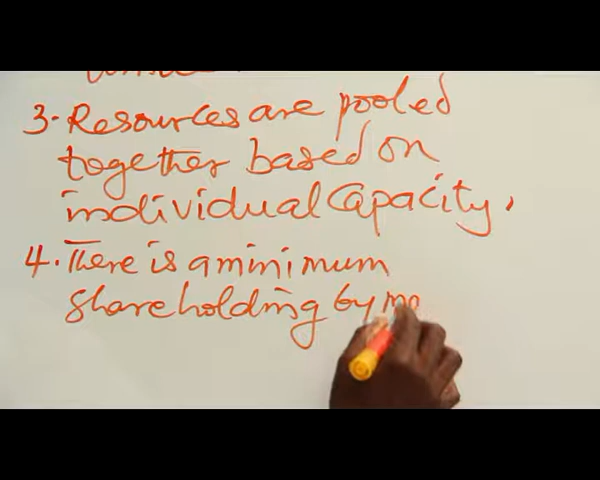 3. Resources are pooled
together based on
individual capacity.
4. There is a minimum
shareholding by